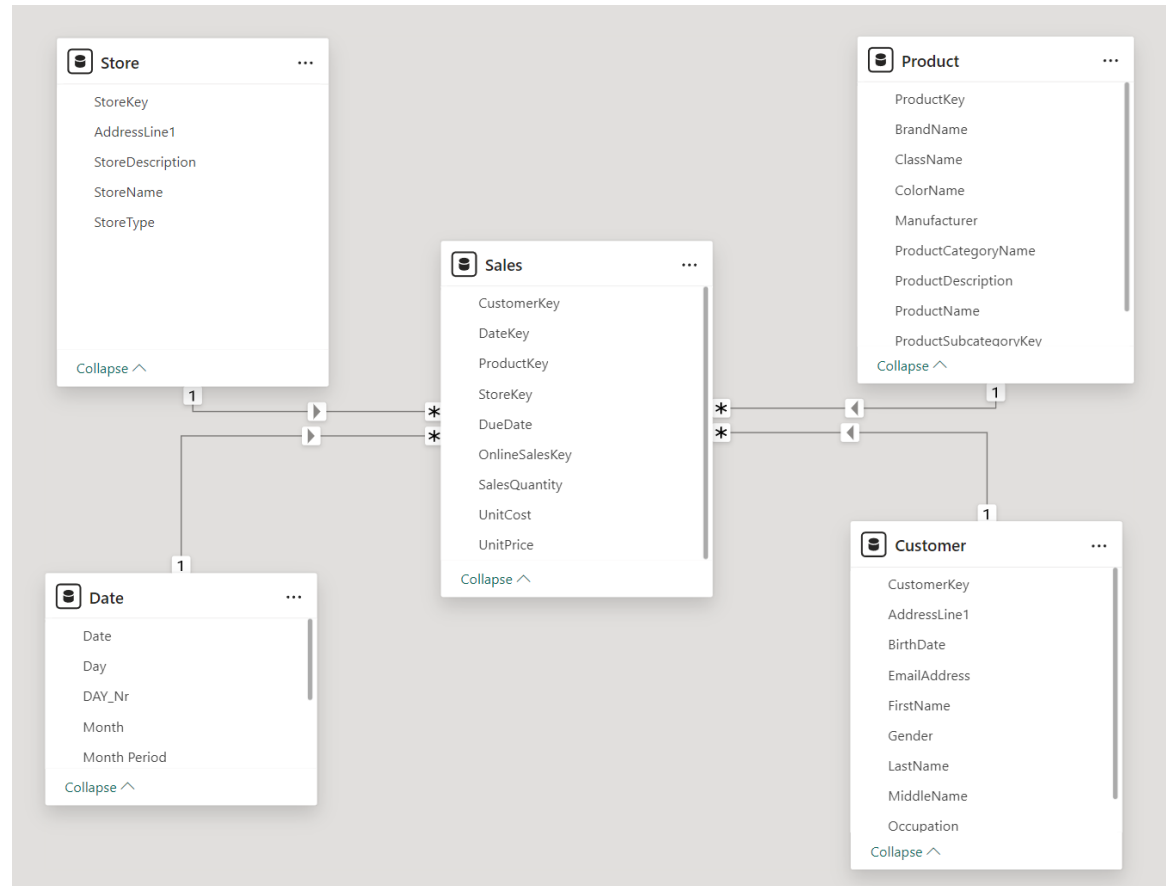 Store
...
StoreKey
AddressLine1
StoreDescription
StoreName
StoreType
Collapse
1
*
Product
...
ProductKey
BrandName
ClassName
ColorName
Manufacturer
ProductCategoryName
ProductDescription
ProductName
ProductSubcategoryKey
Collapse
1
*
Sales
...
CustomerKey
DateKey
ProductKey
StoreKey
DueDate
OnlineSalesKey
SalesQuantity
UnitCost
UnitPrice
Collapse
*
1
Date
...
Date
Day
DAY_Nr
Month
Month Period
Collapse
*
1
Customer
...
CustomerKey
AddressLine1
BirthDate
EmailAddress
FirstName
Gender
LastName
MiddleName
Occupation
Collapse